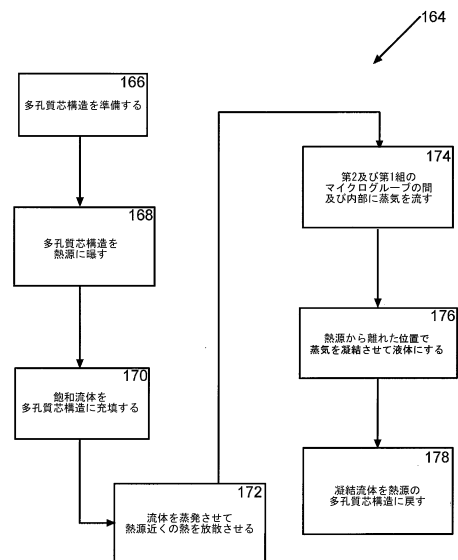 164
166
多孔質芯構造を準備する
168
多孔質芯構造を
熱源に曝す
170
飽和流体を
多孔質芯構造に充填する
172
流体を蒸発させて
熱源近くの熱を放散させる
174
第2及び第1組の
マイクログルーブの間
及び内部に蒸気を流す
176
熱源から離れた位置で
蒸気を凝結させて液体にする
178
凝結流体を熱源の
多孔質芯構造に戻す